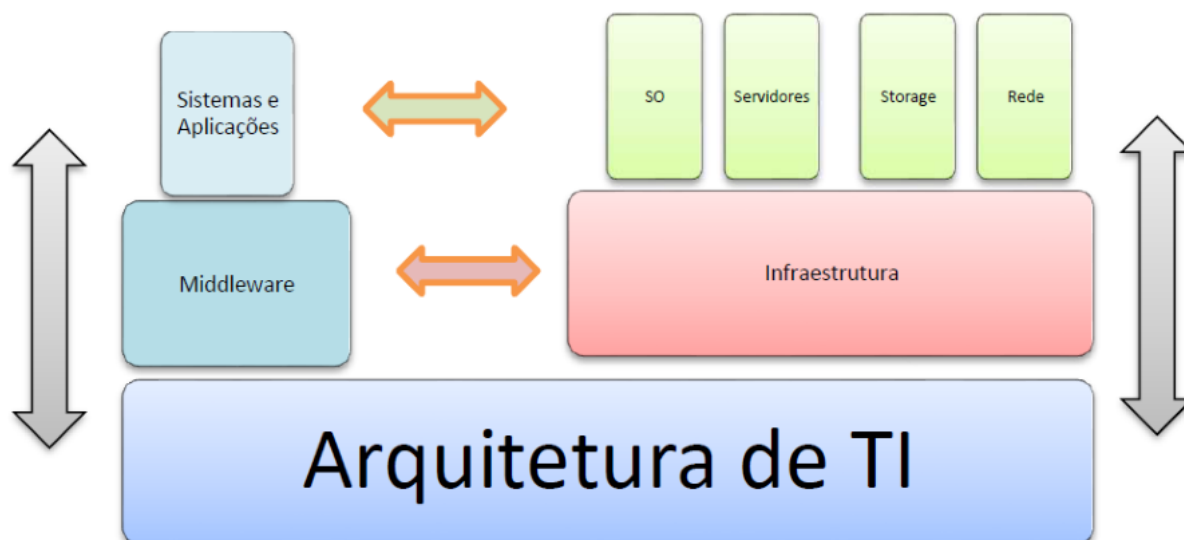 Sistemas e
Aplicações
SO
Servidores
Storage
Rede
Middleware
Infraestrutura
Arquitetura de TI